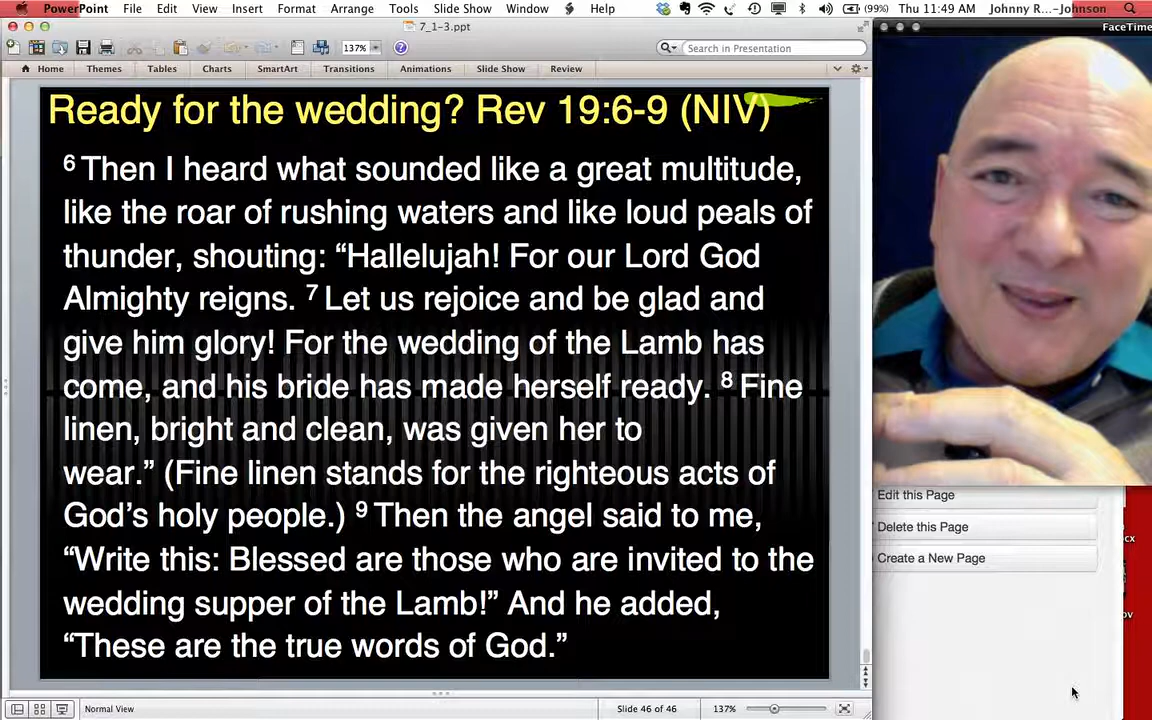 PowerPoint File Edit View Insert Format Arrange Tools Slide Show Window Help (99%) Thu 11:49 AM Johnny R...-Johnson
7_1-3.ppt
FaceTime
137% Search in Presentation
Home Themes Tables Charts SmartArt Transitions Animations Slide Show Review
Ready for the wedding? Rev 19:6-9 (NIV)
6 Then I heard what sounded like a great multitude,
like the roar of rushing waters and like loud peals of
thunder, shouting: “Hallelujah! For our Lord God
Almighty reigns. 7 Let us rejoice and be glad and
give him glory! For the wedding of the Lamb has
come, and his bride has made herself ready. 8 Fine
linen, bright and clean, was given her to
wear.” (Fine linen stands for the righteous acts of
God’s holy people.) 9 Then the angel said to me,
“Write this: Blessed are those who are invited to the
wedding supper of the Lamb!” And he added,
“These are the true words of God.”
Edit this Page
Delete this Page
Create a New Page
cx
ov
Normal View Slide 46 of 46 137%